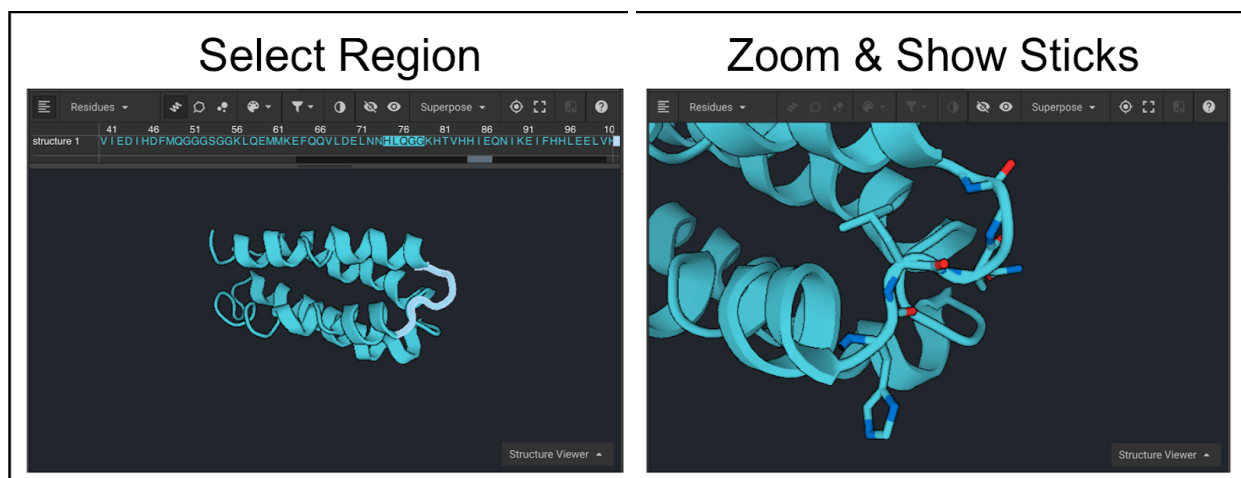 Select Region
Zoom & Show Sticks
Residues
Superpose
?
41 46 51 56 61 66 71 76 81 86 91 96 10
structure 1 VIEDIHDFMQGGGSGGKLQEMMKEFQQVLDELNNHLQGGKHTVHHIEQNIKEIFHHLEELVH
Structure Viewer
Residues
Superpose
?
Structure Viewer